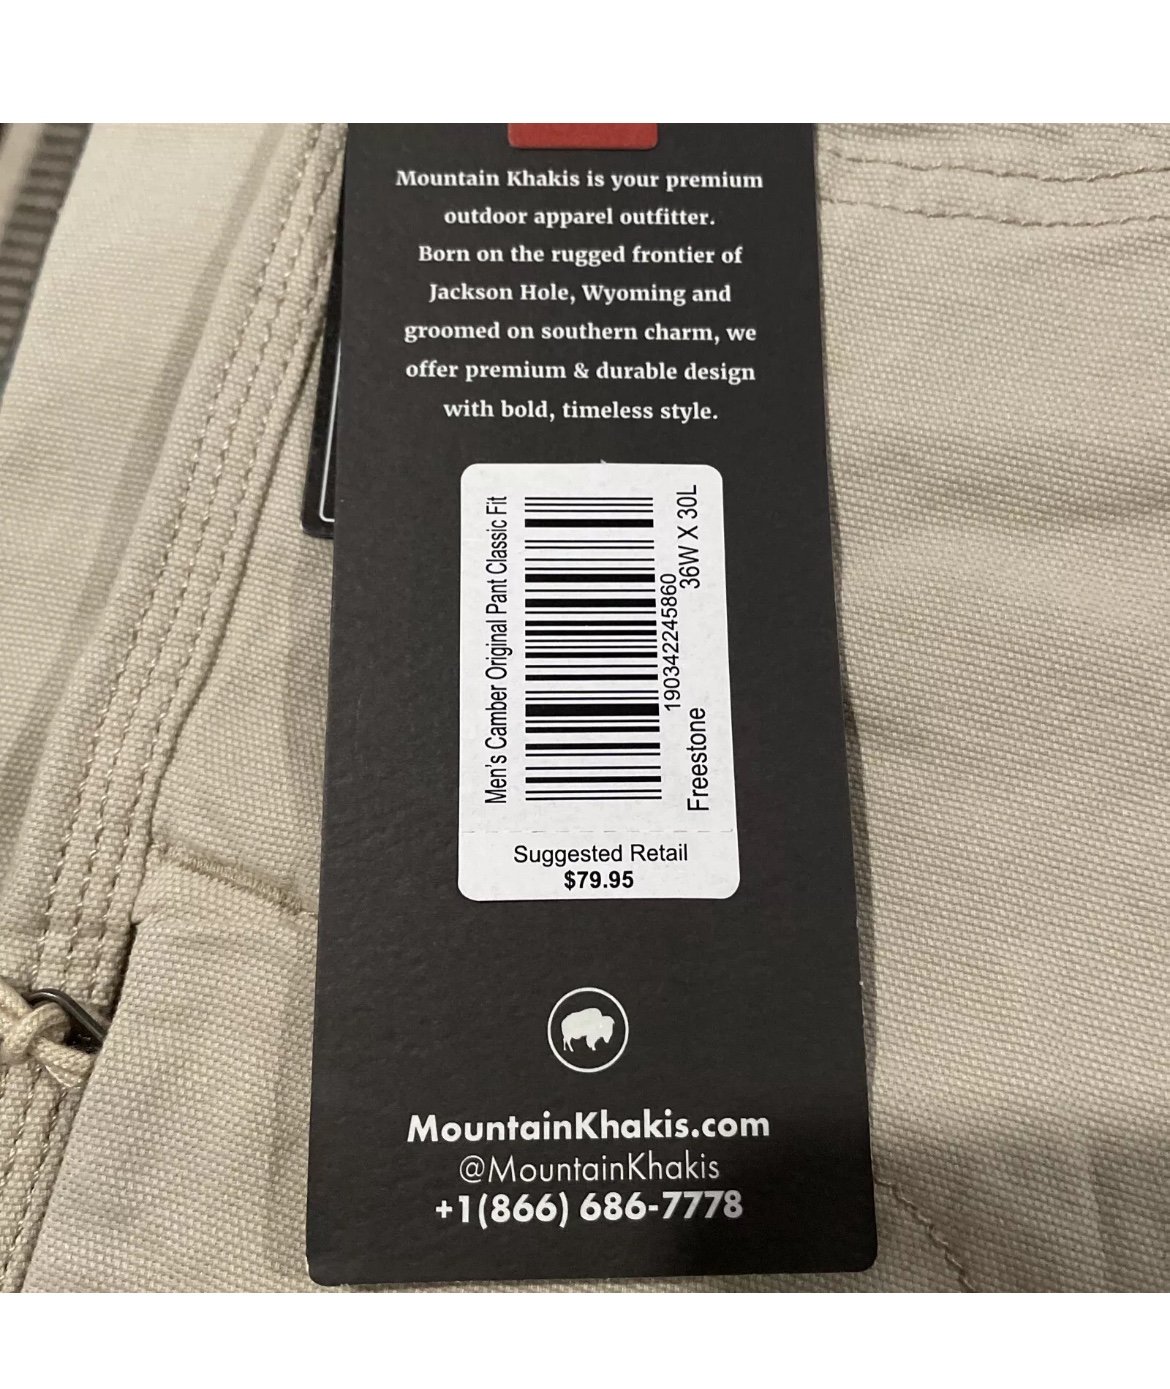 Mountain Khakis is your premium
outdoor apparel outfitter.
Born on the rugged frontier of
Jackson Hole, Wyoming and
groomed on southern charm, we
offer premium & durable design
with bold, timeless style.
Men's Camber Original Pant Classic Fit
190342245860
Freestone 36W X 30L
Suggested Retail
$79.95
MountainKhakis.com
@MountainKhakis
+1(866) 686-7778